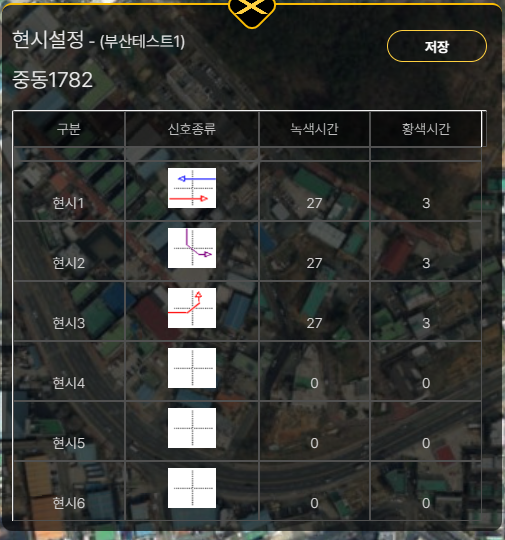 현시설정 - (부산테스트1)
저장
중동1782
구분 신호종류 녹색시간 황색시간
현시1 27 3
현시2 27 3
현시3 27 3
현시4 0 0
현시5 0 0
현시6 0 0